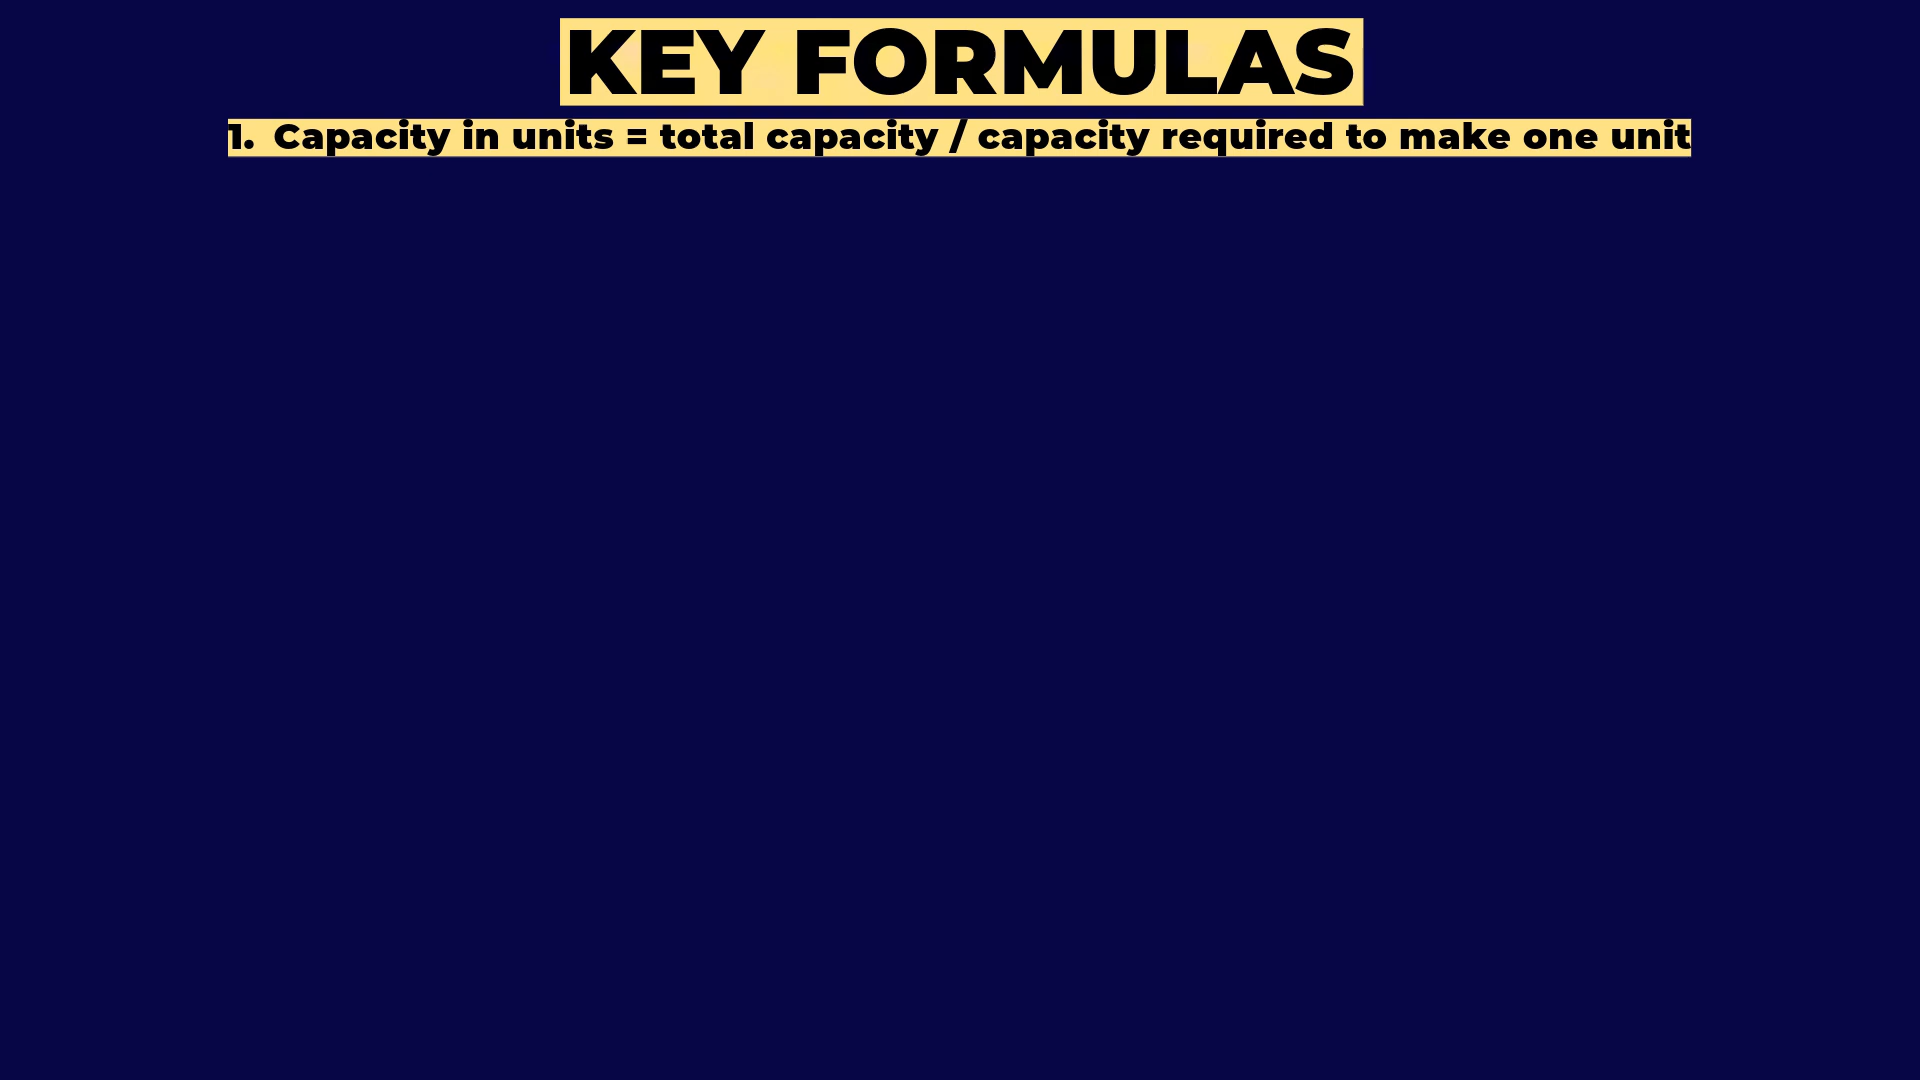 KEY FORMULAS
1. Capacity in units = total capacity / capacity required to make one unit